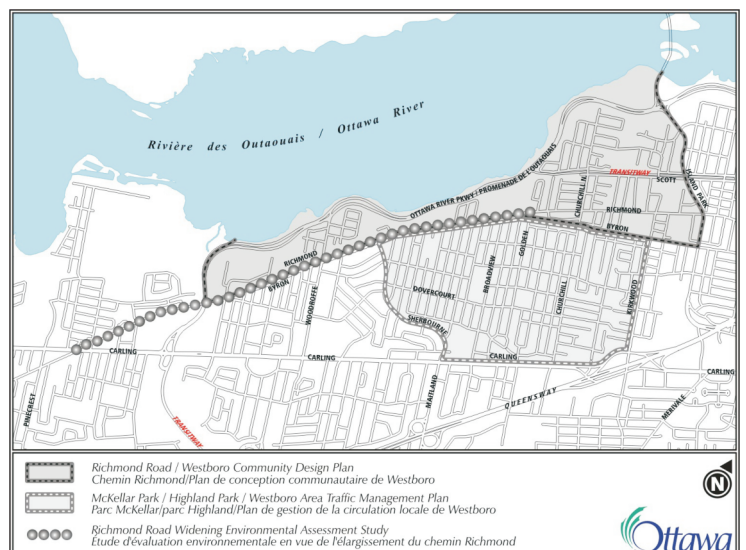 Rivière des Outaouais / Ottawa River
OTTAWA RIVER PKWY / PROMENADE DE L'OUTAOUAIS
TRANSITWAY
SCOTT
ISLAND PARK
CHURCHILL N.
RICHMOND
BYRON
RICHMOND
BYRON
GOLDEN
BROADVIEW
DOVERCOURT
CHURCHILL
KIRKWOOD
WOODROFFE
SHERBOURNE
CARLING
CARLING
CARLING
CARLING
MAITLAND
QUEENSWAY
MERIVALE
PINECREST
TRANSITWAY
Richmond Road / Westboro Community Design Plan
Chemin Richmond/Plan de conception communautaire de Westboro
McKellar Park / Highland Park / Westboro Area Traffic Management Plan
Parc McKellar/parc Highland/Plan de gestion de la circulation locale de Westboro
Richmond Road Widening Environmental Assessment Study
Étude d'évaluation environnementale en vue de l'élargissement du chemin Richmond
N
Ottawa